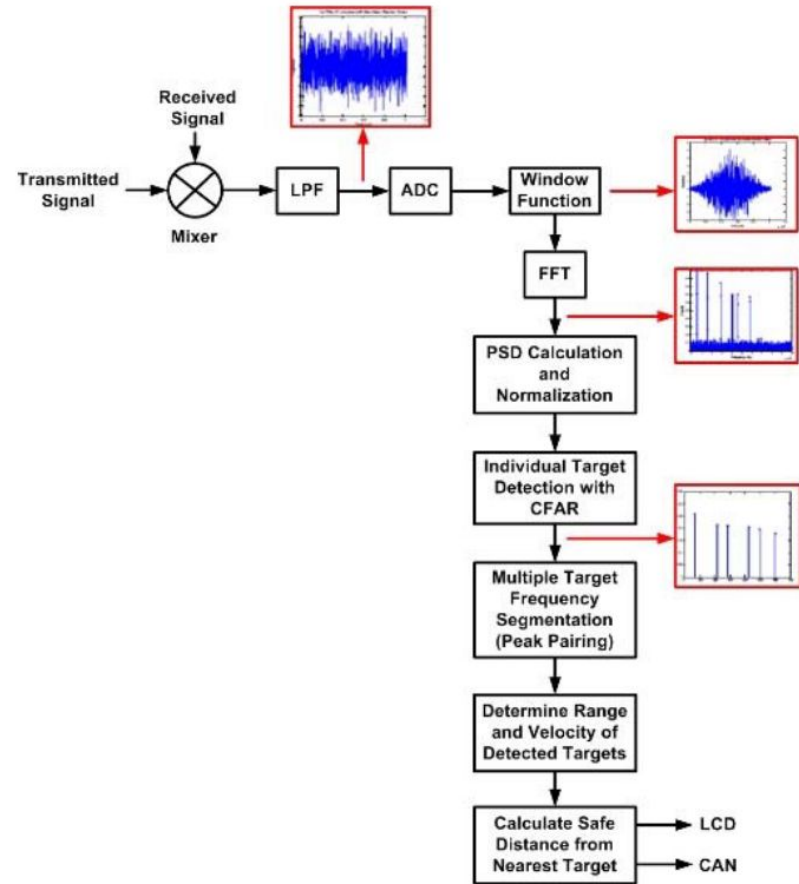 Received
Signal
Transmitted
Signal
Mixer
LPF
ADC
Window
Function
FFT
PSD Calculation
and
Normalization
Individual Target
Detection with
CFAR
Multiple Target
Frequency
Segmentation
(Peak Pairing)
Determine Range
and Velocity of
Detected Targets
Calculate Safe
Distance from
Nearest Target
LCD
CAN